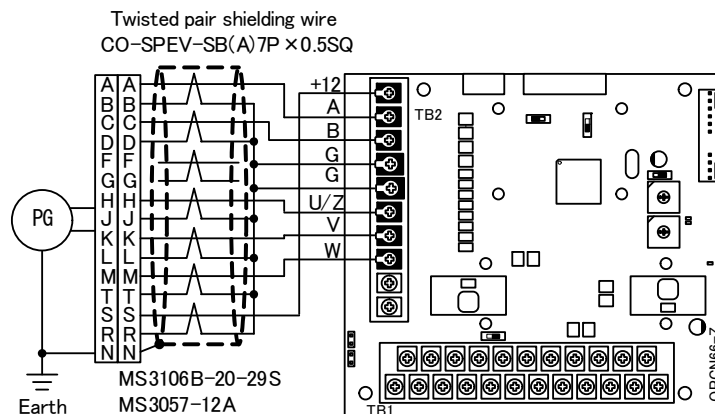 Twisted pair shielding wire
CO-SPEV-SB(A)7P×0.5SQ
A A A
B B B
C C C
D D D
F F F
G G G
H H H
J J J
K K K
L L L
M M M
T T T
S S S
R R R
N N N
PG
Earth
MS3106B-20-29S
MS3057-12A
+12
A
B
G
G
U/Z
V
W
TB2
TB1